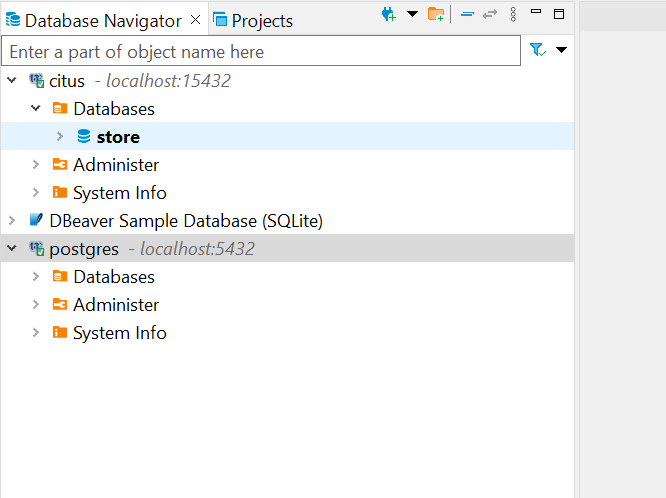 Database Navigator Projects
Enter a part of object name here
citus - localhost:15432
Databases
store
Administer
System Info
DBeaver Sample Database (SQLite)
postgres - localhost:5432
Databases
Administer
System Info